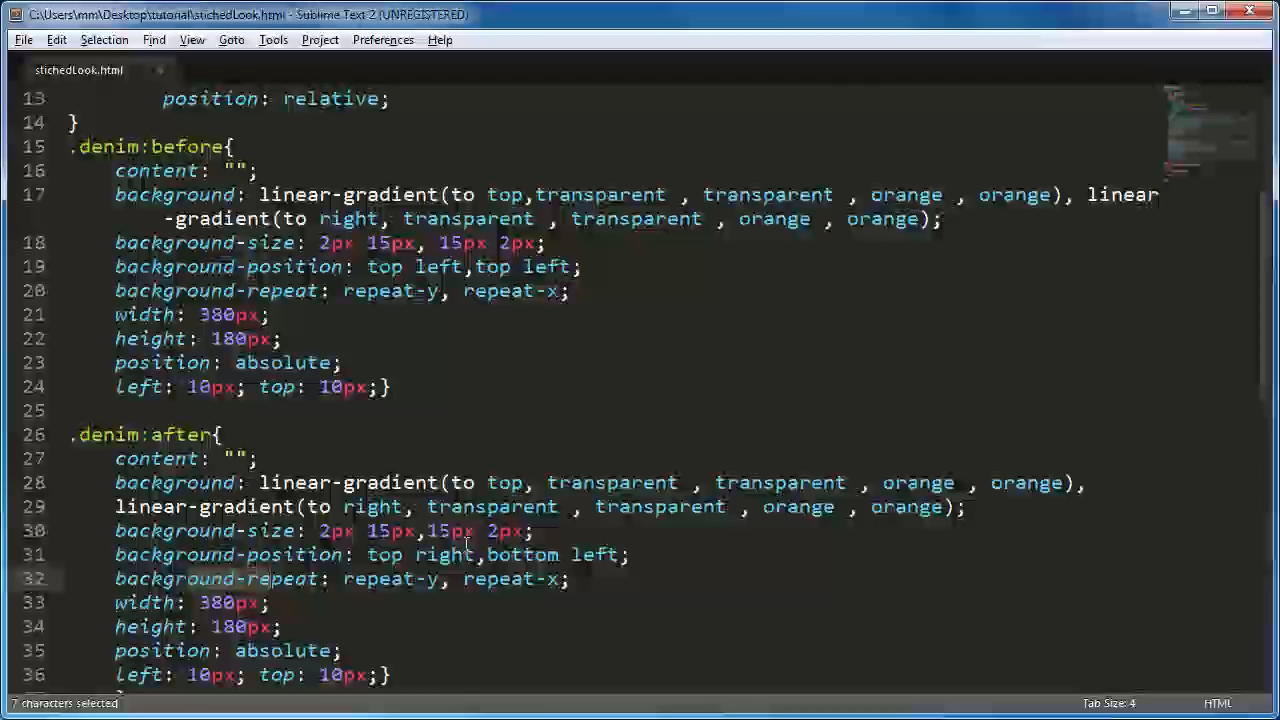 C:\Users\mm\Desktop\tutorial\stichedLook.html - Sublime Text 2 (UNREGISTERED)
File Edit Selection Find View Goto Tools Project Preferences Help
stichedLook.html ×
13 position: relative;
14 }
15 .denim:before{
16 content: "";
17 background: linear-gradient(to top,transparent , transparent , orange , orange), linear
-gradient(to right, transparent , transparent , orange , orange);
18 background-size: 2px 15px, 15px 2px;
19 background-position: top left,top left;
20 background-repeat: repeat-y, repeat-x;
21 width: 380px;
22 height: 180px;
23 position: absolute;
24 left: 10px; top: 10px;}
25
26 .denim:after{
27 content: "";
28 background: linear-gradient(to top, transparent , transparent , orange , orange),
29 linear-gradient(to right, transparent , transparent , orange , orange);
30 background-size: 2px 15px,15px 2px;
31 background-position: top right,bottom left;
32 background-repeat: repeat-y, repeat-x;
33 width: 380px;
34 height: 180px;
35 position: absolute;
36 left: 10px; top: 10px;}
7 characters selected Tab Size: 4 HTML